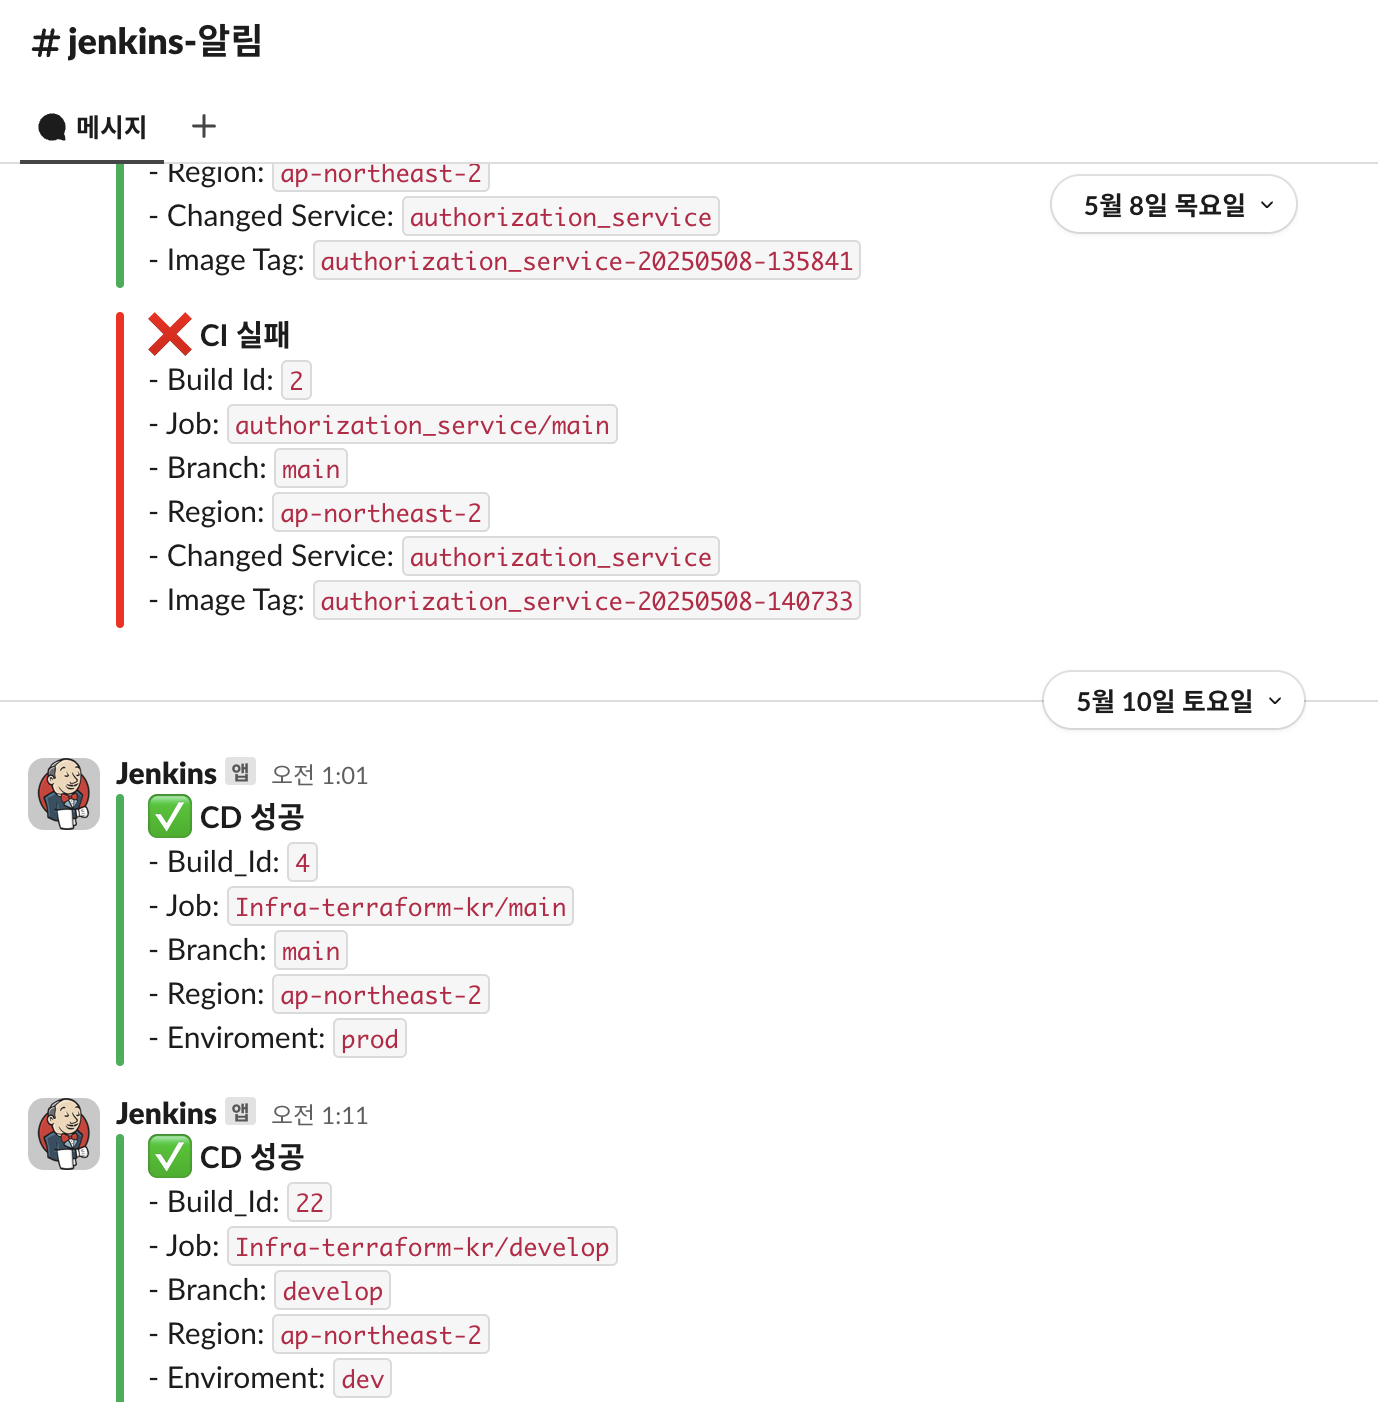 # jenkins-알림
메시지 +
- Region: ap-northeast-2
5월 8일 목요일
- Changed Service: authorization_service
- Image Tag: authorization_service-20250508-135841
❌ CI 실패
- Build Id: 2
- Job: authorization_service/main
- Branch: main
- Region: ap-northeast-2
- Changed Service: authorization_service
- Image Tag: authorization_service-20250508-140733
5월 10일 토요일
Jenkins 앱 오전 1:01
✅ CD 성공
- Build_Id: 4
- Job: Infra-terraform-kr/main
- Branch: main
- Region: ap-northeast-2
- Enviroment: prod
Jenkins 앱 오전 1:11
✅ CD 성공
- Build_Id: 22
- Job: Infra-terraform-kr/develop
- Branch: develop
- Region: ap-northeast-2
- Enviroment: dev